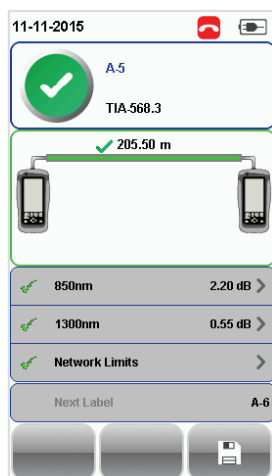 11-11-2015
A-5
TIA-568.3
205.50 m
850nm 2.20 dB
1300nm 0.55 dB
Network Limits
Next Label A-6